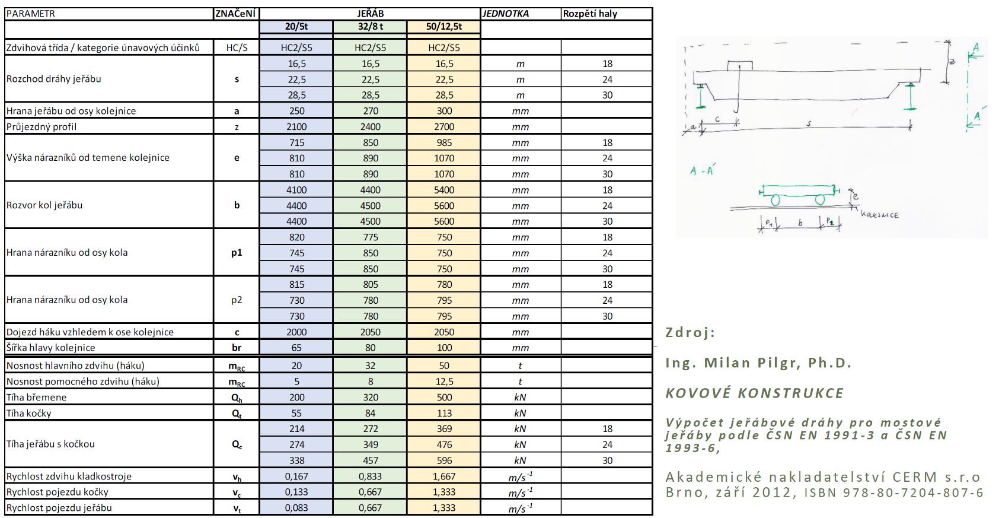 PARAMETR ZNAČeNÍ JEŘÁB JEDNOTKA Rozpětí haly
20/5t 32/8 t 50/12,5t
Zdvihová třída / kategorie únavových účinků HC/S HC2/S5 HC2/S5 HC2/S5
16,5 16,5 16,5 m 18
Rozchod dráhy jeřábu s 22,5 22,5 22,5 m 24
28,5 28,5 28,5 m 30
Hrana jeřábu od osy kolejnice a 250 270 300 mm
Průjezdný profil z 2100 2400 2700 mm
715 850 985 mm 18
Výška nárazníků od temene kolejnice e 810 890 1070 mm 24
810 890 1070 mm 30
4100 4400 5400 mm 18
Rozvor kol jeřábu b 4400 4500 5600 mm 24
4400 4500 5600 mm 30
820 775 750 mm 18
Hrana nárazníku od osy kola p1 745 850 750 mm 24
745 850 750 mm 30
815 805 780 mm 18
Hrana nárazníku od osy kola p2 730 780 795 mm 24
730 780 795 mm 30
Dojezd háku vzhledem k ose kolejnice c 2000 2050 2050 mm
Šířka hlavy kolejnice br 65 80 100 mm
Nosnost hlavního zdvihu (háku) mRC 20 32 50 t
Nosnost pomocného zdvihu (háku) mRC 5 8 12,5 t
Tíha břemene Qh 200 320 500 kN
Tíha kočky Qt 55 84 113 kN
214 272 369 kN 18
Tíha jeřábu s kočkou Qc 274 349 476 kN 24
338 457 596 kN 30
Rychlost zdvihu kladkostroje vh 0,167 0,833 1,667 m/s-1
Rychlost pojezdu kočky vc 0,133 0,667 1,333 m/s-1
Rychlost pojezdu jeřábu vt 0,083 0,667 1,333 m/s-1
A
z
A´
a c s
A - A´
e
KOLEJNICE
p1 b p2
Zdroj:
Ing. Milan Pilgr, Ph.D.
KOVOVÉ KONSTRUKCE
Výpočet jeřábové dráhy pro mostové
jeřáby podle ČSN EN 1991-3 a ČSN EN
1993-6,
Akademické nakladatelství CERM s.r.o
Brno, září 2012, ISBN 978-80-7204-807-6